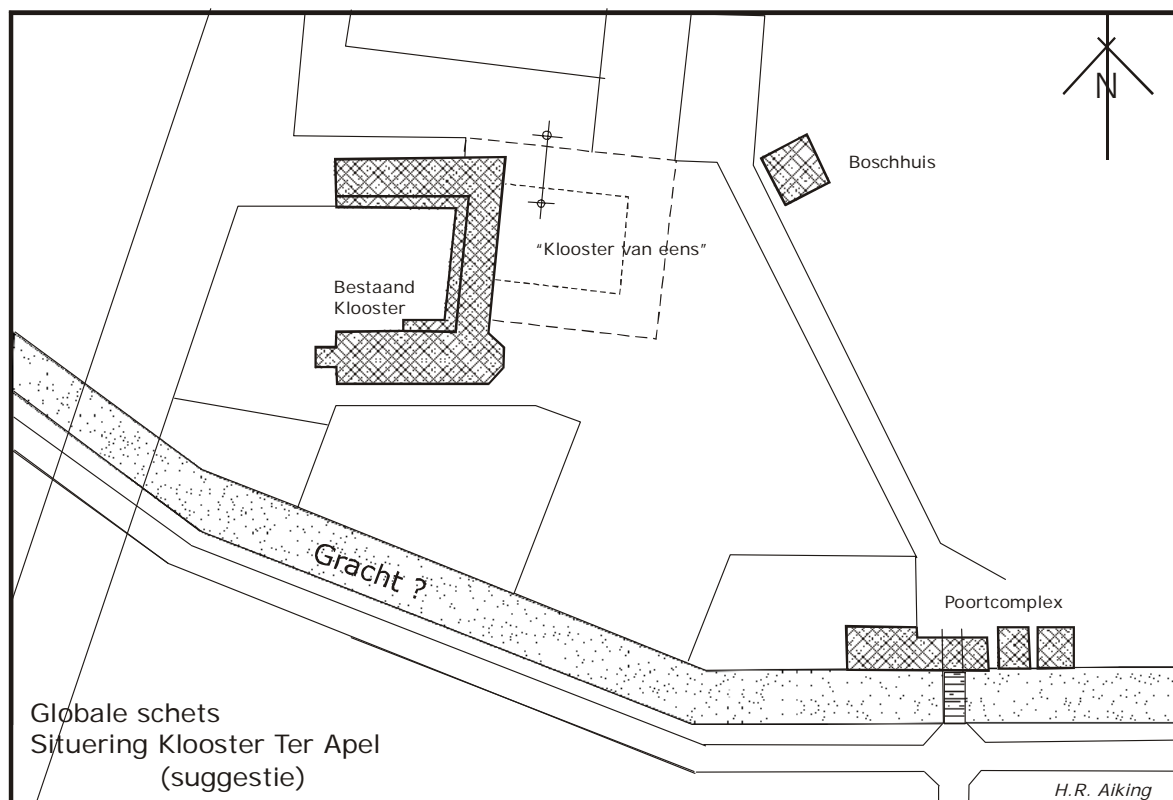 N
Boschhuis
"Klooster van eens"
Bestaand
Klooster
Gracht ?
Poortcomplex
Globale schets
Situering Klooster Ter Apel
(suggestie)
H.R. Aiking